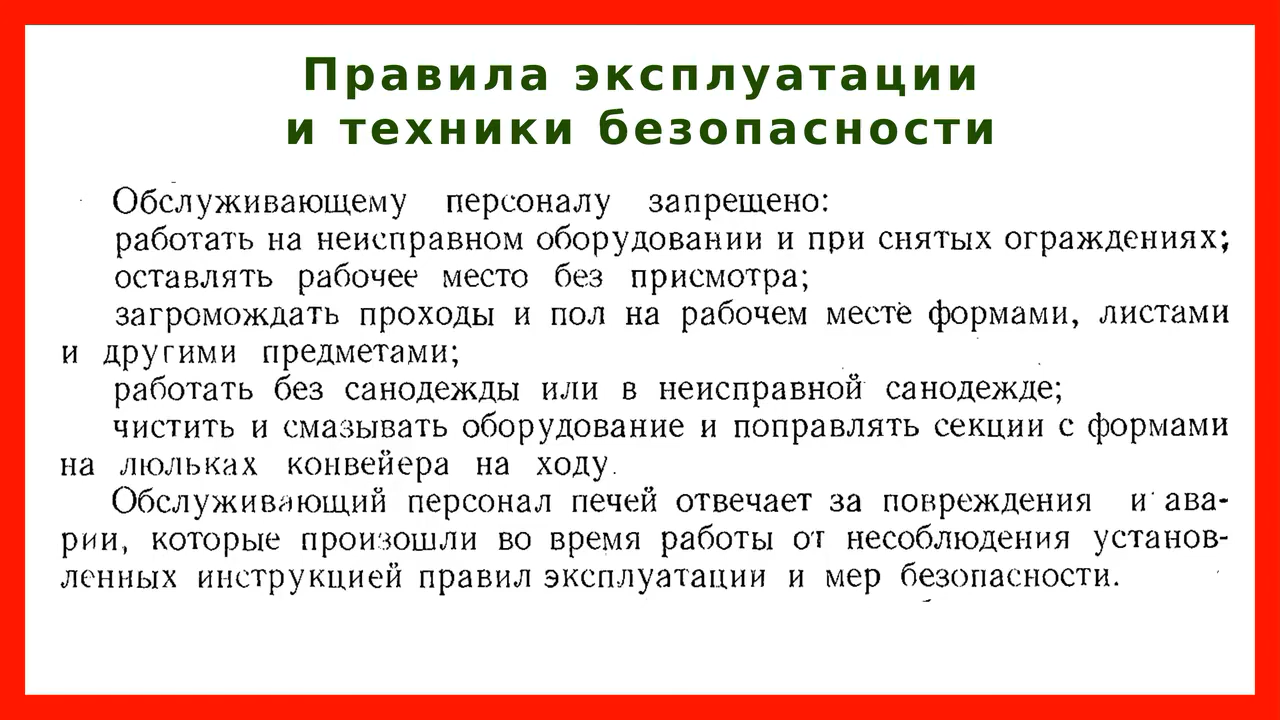 Правила эксплуатации
и техники безопасности
Обслуживающему персоналу запрещено:
работать на неисправном оборудовании и при снятых ограждениях;
оставлять рабочее место без присмотра;
загромождать проходы и пол на рабочем месте формами, листами
и другими предметами;
работать без санодежды или в неисправной санодежде;
чистить и смазывать оборудование и поправлять секции с формами
на люльках конвейера на ходу.
Обслуживающий персонал печей отвечает за повреждения и ава-
рии, которые произошли во время работы от несоблюдения установ-
ленных инструкцией правил эксплуатации и мер безопасности.